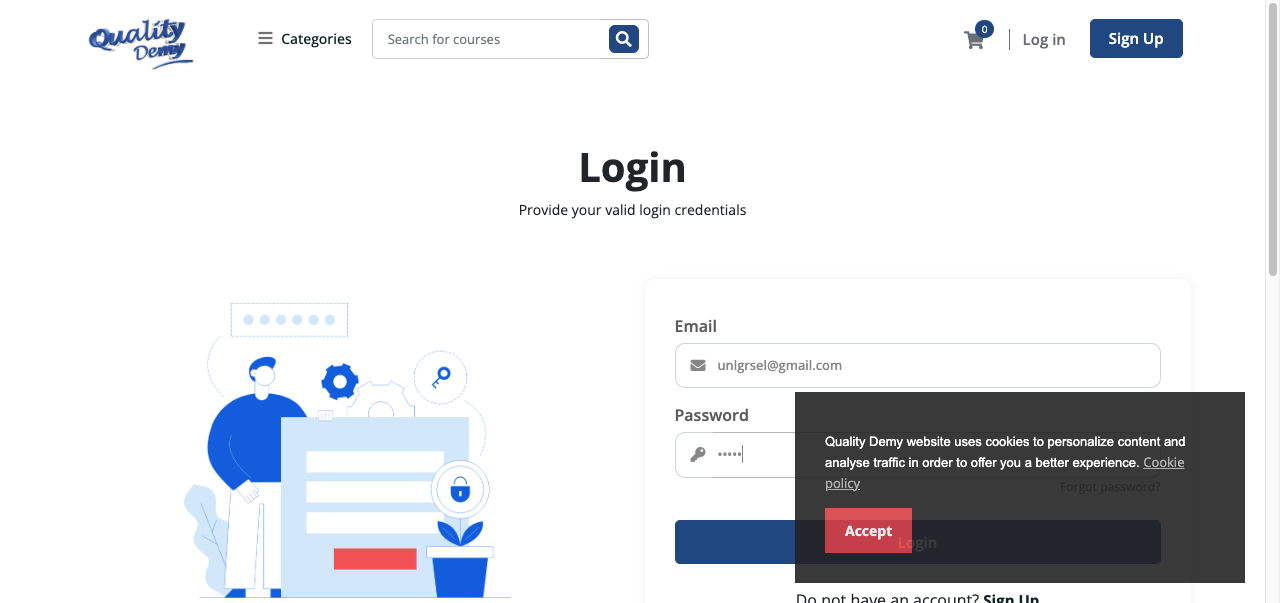 Quality
Demy
Categories
Search for courses
0
Log in
Sign Up
Login
Provide your valid login credentials
Email
unlgrsel@gmail.com
Password
•••••
Quality Demy website uses cookies to personalize content and
analyse traffic in order to offer you a better experience. Cookie
policy
Forgot password?
Accept
Login
Do not have an account? Sign Up